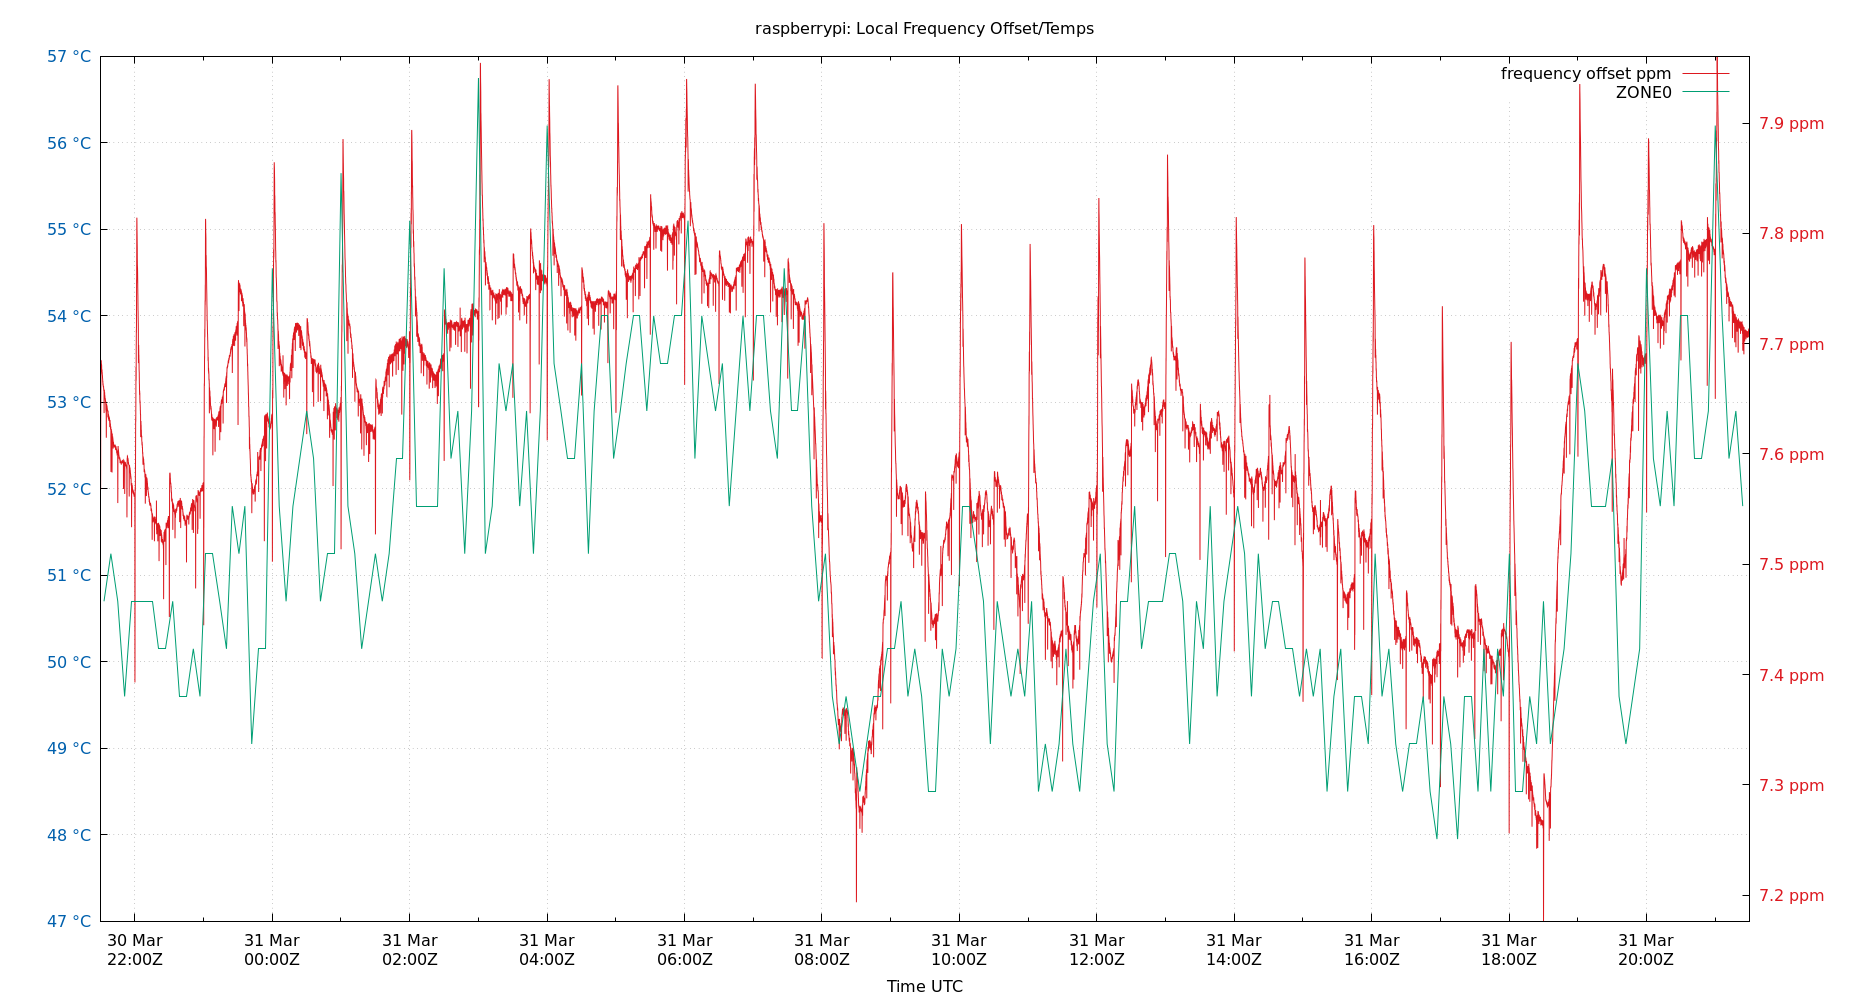 raspberrypi: Local Frequency Offset/Temps
frequency offset ppm
ZONE0
57 °C
56 °C
55 °C
54 °C
53 °C
52 °C
51 °C
50 °C
49 °C
48 °C
47 °C
7.9 ppm
7.8 ppm
7.7 ppm
7.6 ppm
7.5 ppm
7.4 ppm
7.3 ppm
7.2 ppm
30 Mar
22:00Z
31 Mar
00:00Z
31 Mar
02:00Z
31 Mar
04:00Z
31 Mar
06:00Z
31 Mar
08:00Z
31 Mar
10:00Z
31 Mar
12:00Z
31 Mar
14:00Z
31 Mar
16:00Z
31 Mar
18:00Z
31 Mar
20:00Z
Time UTC